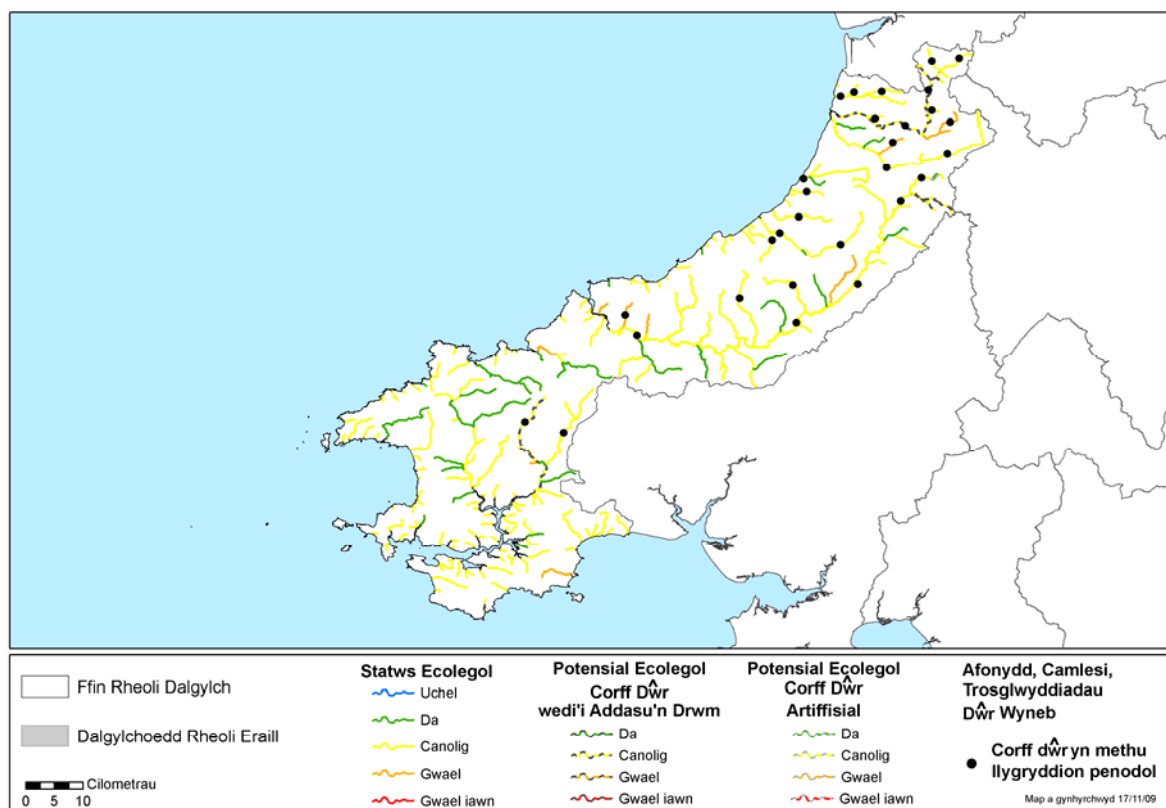 Ffin Rheoli Dalgylch
Dalgylchoedd Rheoli Eraill
Cilometrau
0 5 10
Statws Ecolegol
Uchel
Da
Canolig
Gwael
Gwael iawn
Potensial Ecolegol
Corff Dŵr
wedi'i Addasu'n Drwm
Da
Canolig
Gwael
Gwael iawn
Potensial Ecolegol
Corff Dŵr
Artiffisial
Da
Canolig
Gwael
Gwael iawn
Afonydd, Camlesi,
Trosglwyddiadau
Dŵr Wyneb
Corff dŵr yn methu
llygryddion penodol
Map a gynhyrchwyd 17/11/09